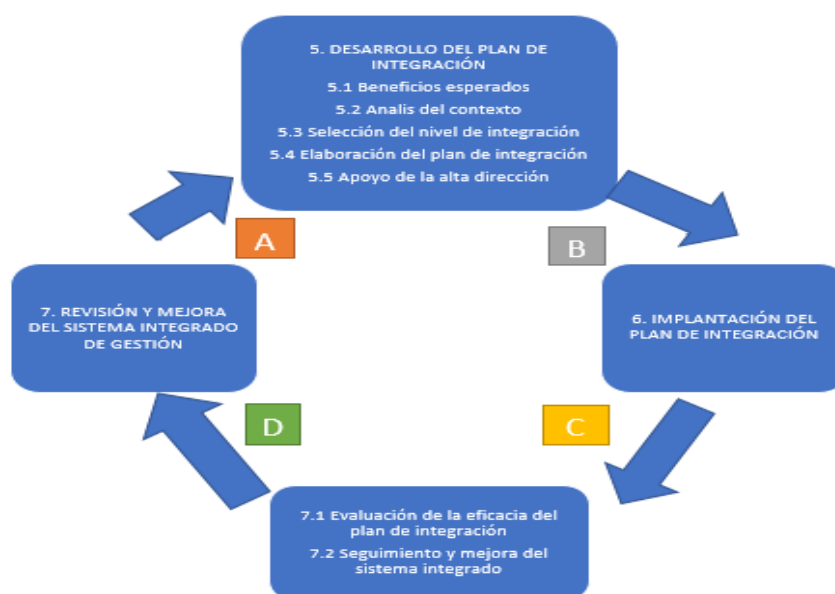 5. DESARROLLO DEL PLAN DE
INTEGRACIÓN
5.1 Beneficios esperados
5.2 Analis del contexto
5.3 Selección del nivel de integración
5.4 Elaboración del plan de integración
5.5 Apoyo de la alta dirección
A
B
7. REVISIÓN Y MEJORA
DEL SISTEMA INTEGRADO
DE GESTIÓN
6. IMPLANTACIÓN DEL
PLAN DE INTEGRACIÓN
D
C
7.1 Evaluación de la eficacia del
plan de integración
7.2 Seguimiento y mejora del
sistema integrado